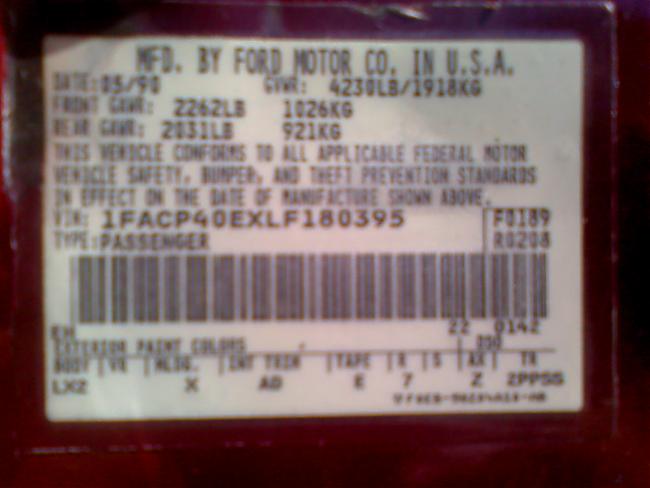 MFD. BY FORD MOTOR CO. IN U.S.A.
DATE: 05/90 GVWR: 4230LB/1918KG
FRONT GAWR: 2262LB 1026KG
REAR GAWR: 2031LB 921KG
THIS VEHICLE CONFORMS TO ALL APPLICABLE FEDERAL MOTOR
VEHICLE SAFETY, BUMPER, AND THEFT PREVENTION STANDARDS
IN EFFECT ON THE DATE OF MANUFACTURE SHOWN ABOVE.
VIN: 1FACP40EXLF180395 F0189
TYPE: PASSENGER R0208
EH 22 0142
EXTERIOR PAINT COLORS DSO
BODY VR MLDG. INT TRIM TAPE R S AX TR
LX2 X AD E 7 Z 2PPSS